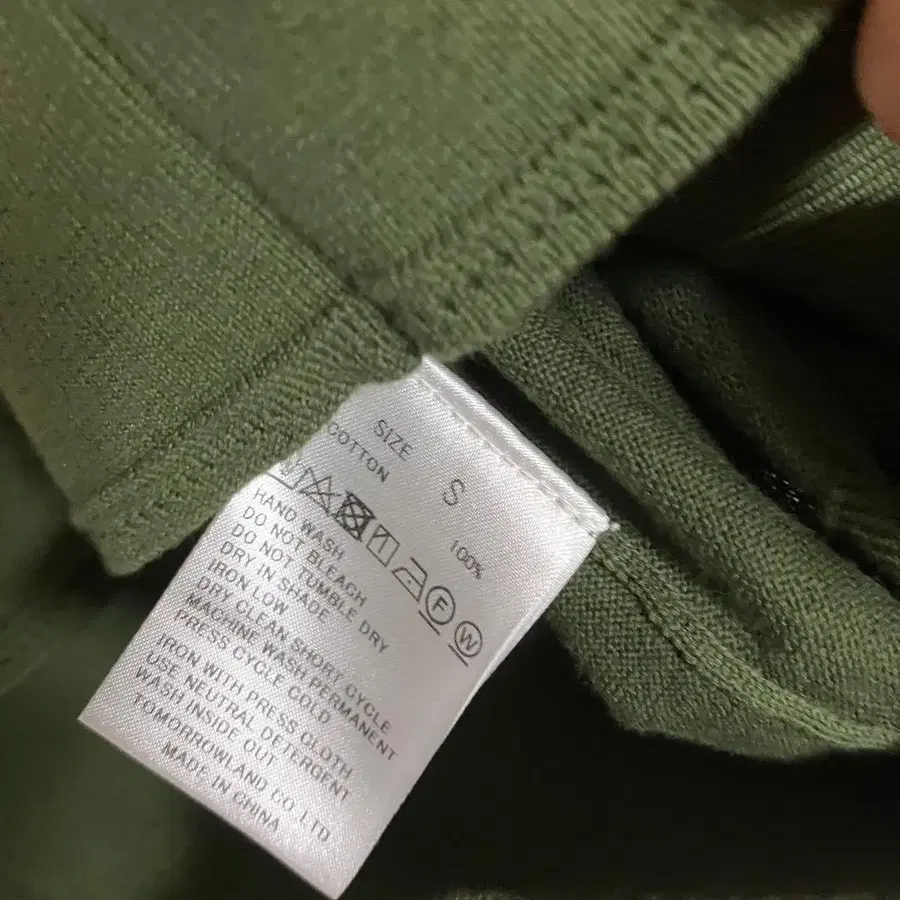 SIZE S
COTTON 100%
F W
HAND WASH
DO NOT BLEACH
DO NOT TUMBLE DRY
DRY IN SHADE
IRON LOW
DRY CLEAN SHORT CYCLE
MACHINE WASH PERMANENT
PRESS CYCLE COLD
IRON WITH PRESS CLOTH
USE NEUTRAL DETERGENT
WASH INSIDE OUT
TOMORROWLAND CO.,LTD.
MADE IN CHINA